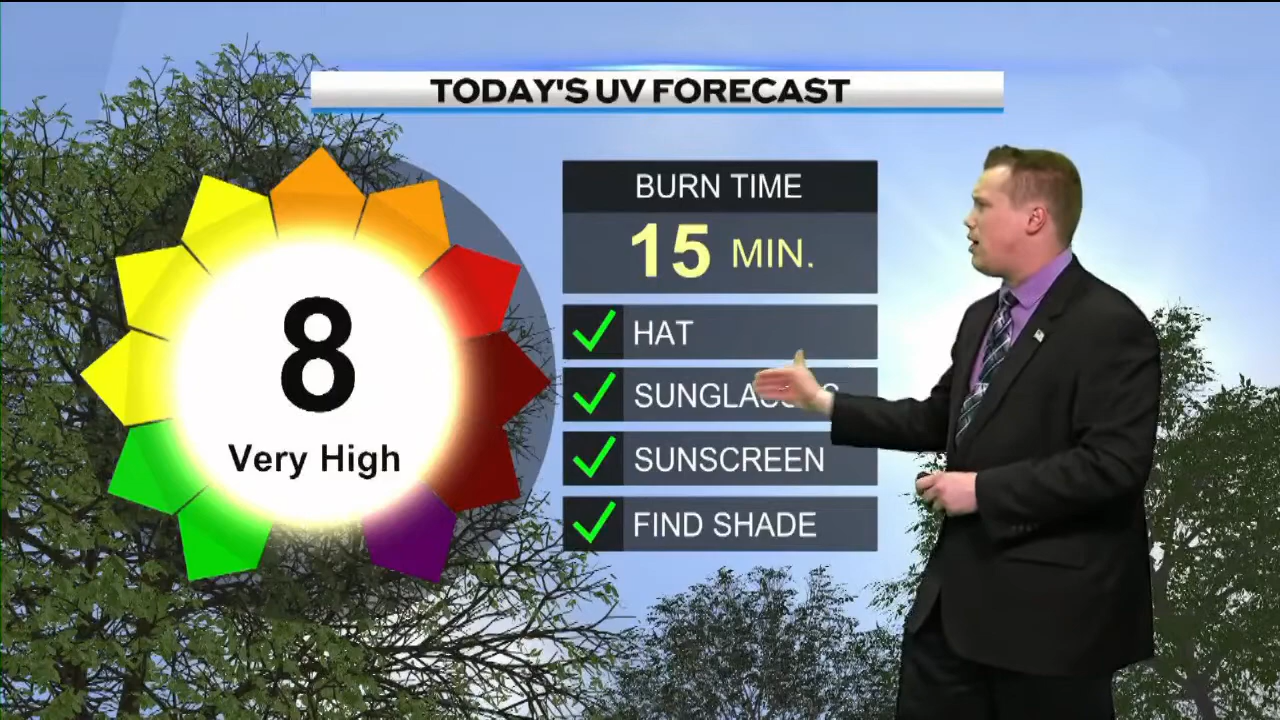 TODAY'S UV FORECAST
8
Very High
BURN TIME
15 MIN.
HAT
SUNSCREEN
FIND SHADE